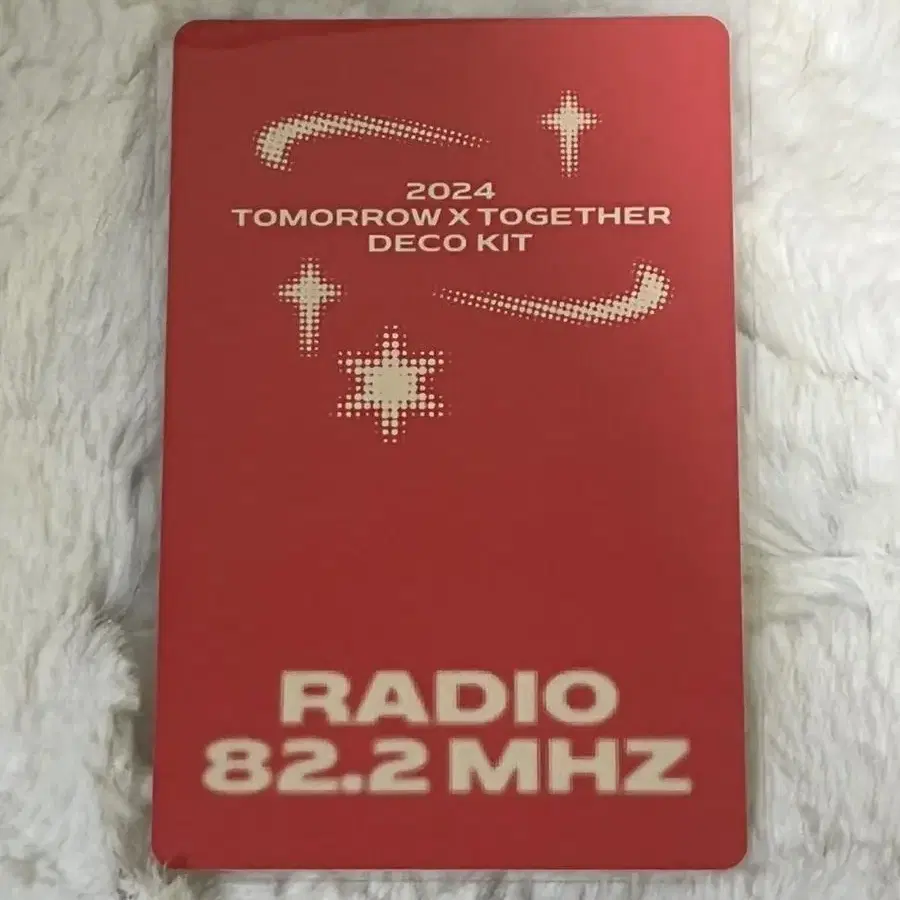 2024
TOMORROW X TOGETHER
DECO KIT
RADIO
82.2 MHZ